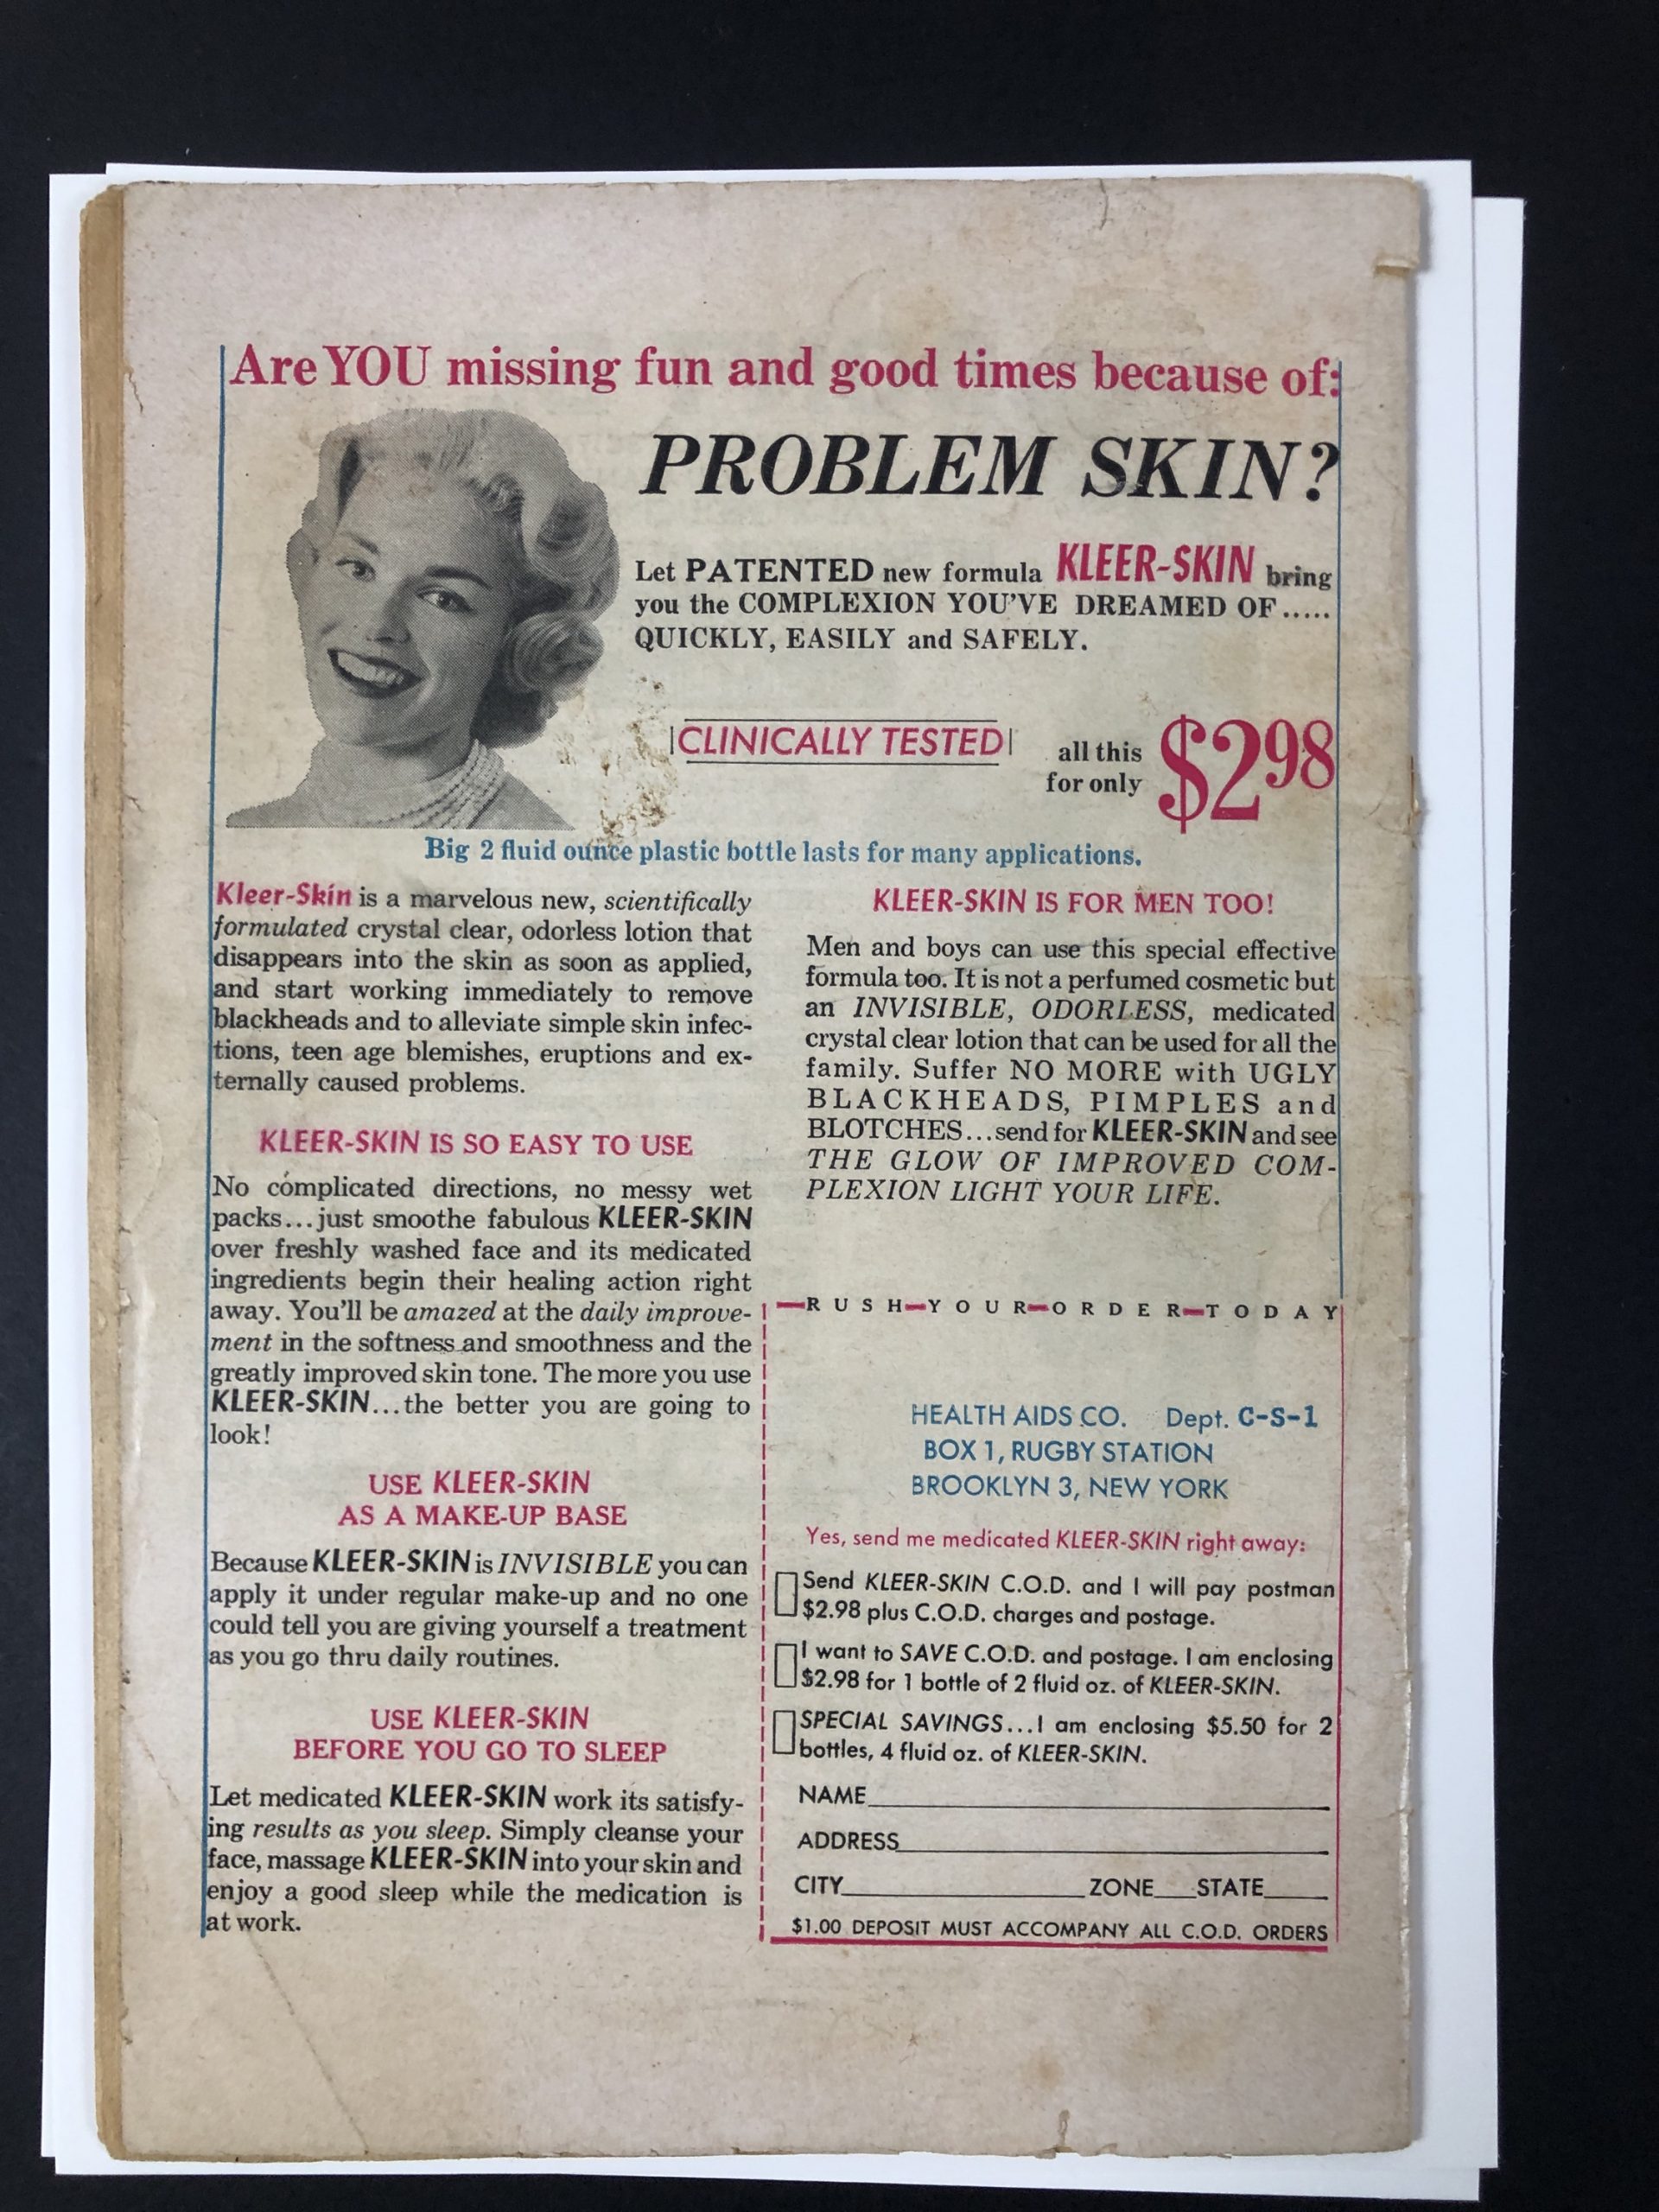 Are YOU missing fun and good times because of:
PROBLEM SKIN?
Let PATENTED new formula KLEER-SKIN bring
you the COMPLEXION YOU'VE DREAMED OF.....
QUICKLY, EASILY and SAFELY.
CLINICALLY TESTED
all this
for only
$2 98
Big 2 fluid ounce plastic bottle lasts for many applications.
Kleer-Skin is a marvelous new, scientifically
formulated crystal clear, odorless lotion that
disappears into the skin as soon as applied,
and start working immediately to remove
blackheads and to alleviate simple skin infec-
tions, teen age blemishes, eruptions and ex-
ternally caused problems.
KLEER-SKIN IS SO EASY TO USE
No complicated directions, no messy wet
packs...just smoothe fabulous KLEER-SKIN
over freshly washed face and its medicated
ingredients begin their healing action right
away. You'll be amazed at the daily improve-
ment in the softness and smoothness and the
greatly improved skin tone. The more you use
KLEER-SKIN...the better you are going to
look!
USE KLEER-SKIN
AS A MAKE-UP BASE
Because KLEER-SKIN is INVISIBLE you can
apply it under regular make-up and no one
could tell you are giving yourself a treatment
as you go thru daily routines.
USE KLEER-SKIN
BEFORE YOU GO TO SLEEP
Let medicated KLEER-SKIN work its satisfy-
ing results as you sleep. Simply cleanse your
face, massage KLEER-SKIN into your skin and
enjoy a good sleep while the medication is
at work.
KLEER-SKIN IS FOR MEN TOO!
Men and boys can use this special effective
formula too. It is not a perfumed cosmetic but
an INVISIBLE, ODORLESS, medicated
crystal clear lotion that can be used for all the
family. Suffer NO MORE with UGLY
BLACKHEADS, PIMPLES and
BLOTCHES...send for KLEER-SKIN and see
THE GLOW OF IMPROVED COM-
PLEXION LIGHT YOUR LIFE.
RUSH—YOUR—ORDER—TODAY
HEALTH AIDS CO. Dept. C-S-1
BOX 1, RUGBY STATION
BROOKLYN 3, NEW YORK
Yes, send me medicated KLEER-SKIN right away:
Send KLEER-SKIN C.O.D. and I will pay postman
$2.98 plus C.O.D. charges and postage.
I want to SAVE C.O.D. and postage. I am enclosing
$2.98 for 1 bottle of 2 fluid oz. of KLEER-SKIN.
SPECIAL SAVINGS...I am enclosing $5.50 for 2
bottles, 4 fluid oz. of KLEER-SKIN.
NAME
ADDRESS
CITY ZONE STATE
$1.00 DEPOSIT MUST ACCOMPANY ALL C.O.D. ORDERS